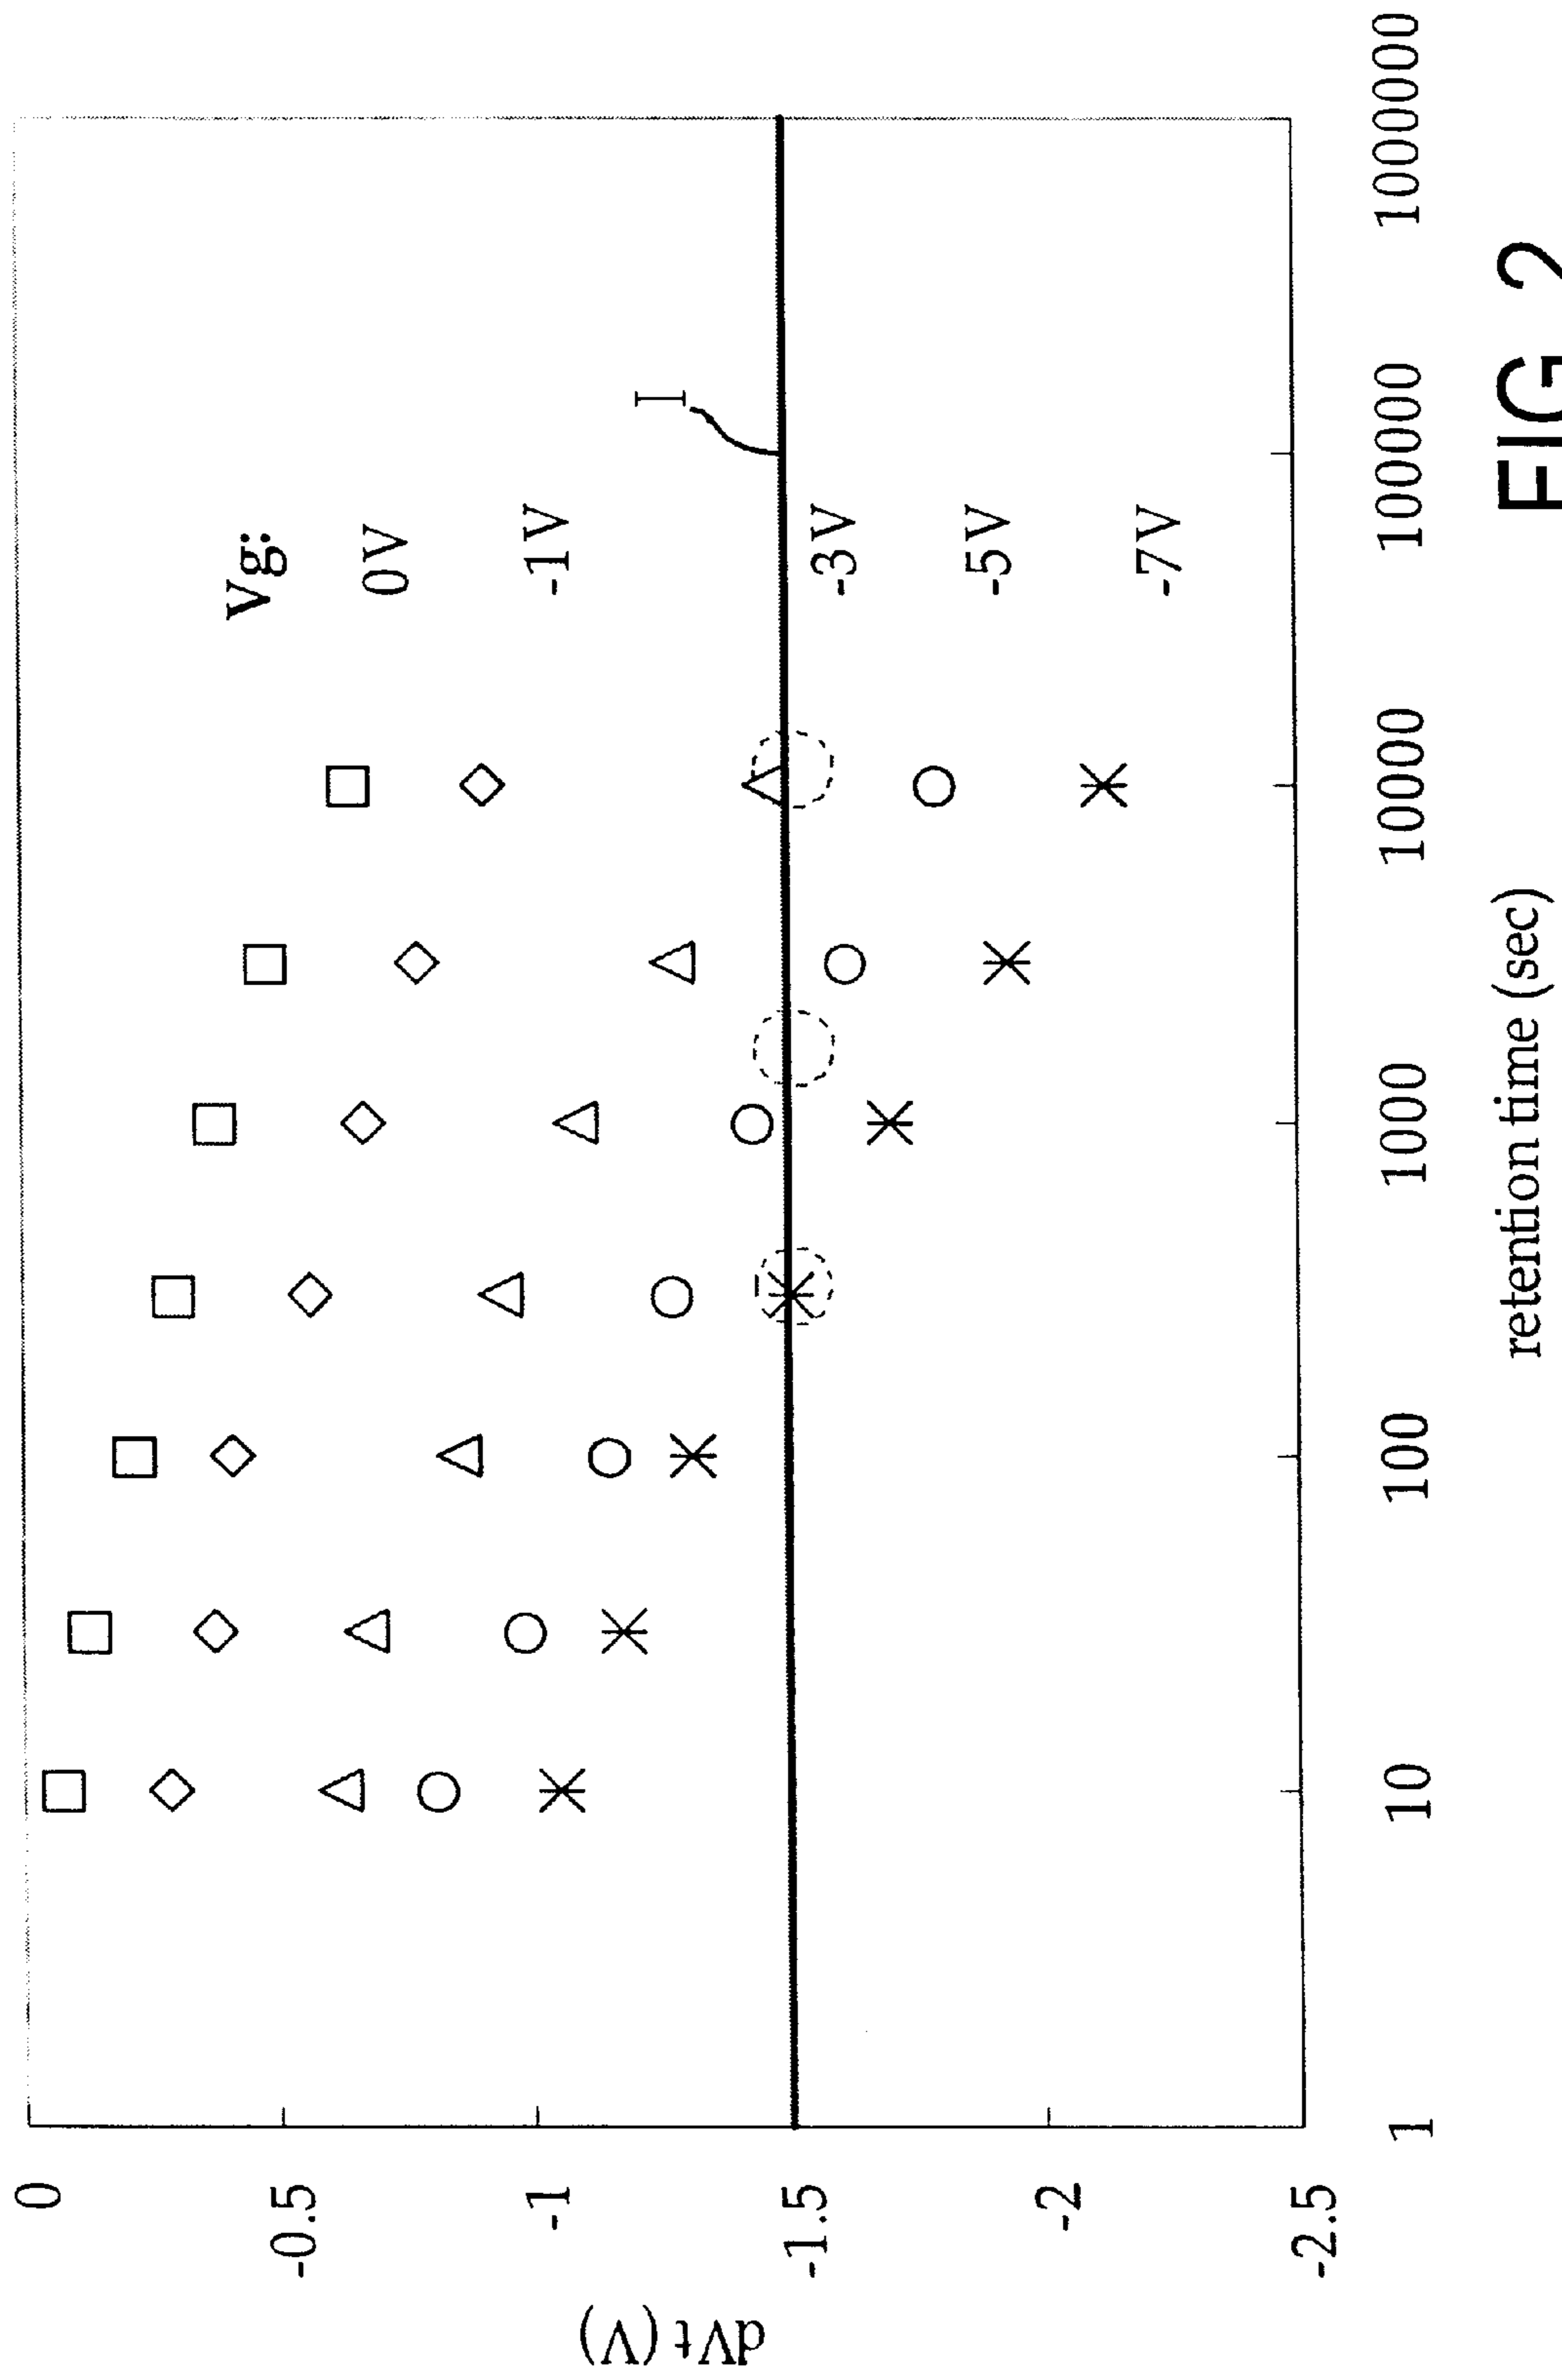 0
-0.5
-1
-1.5
-2
-2.5
dVt (V)
Vg:
0V
-1V
-3V
-5V
-7V
I
1
10
100
1000
10000
100000
1000000
retention time (sec)
FIG 2